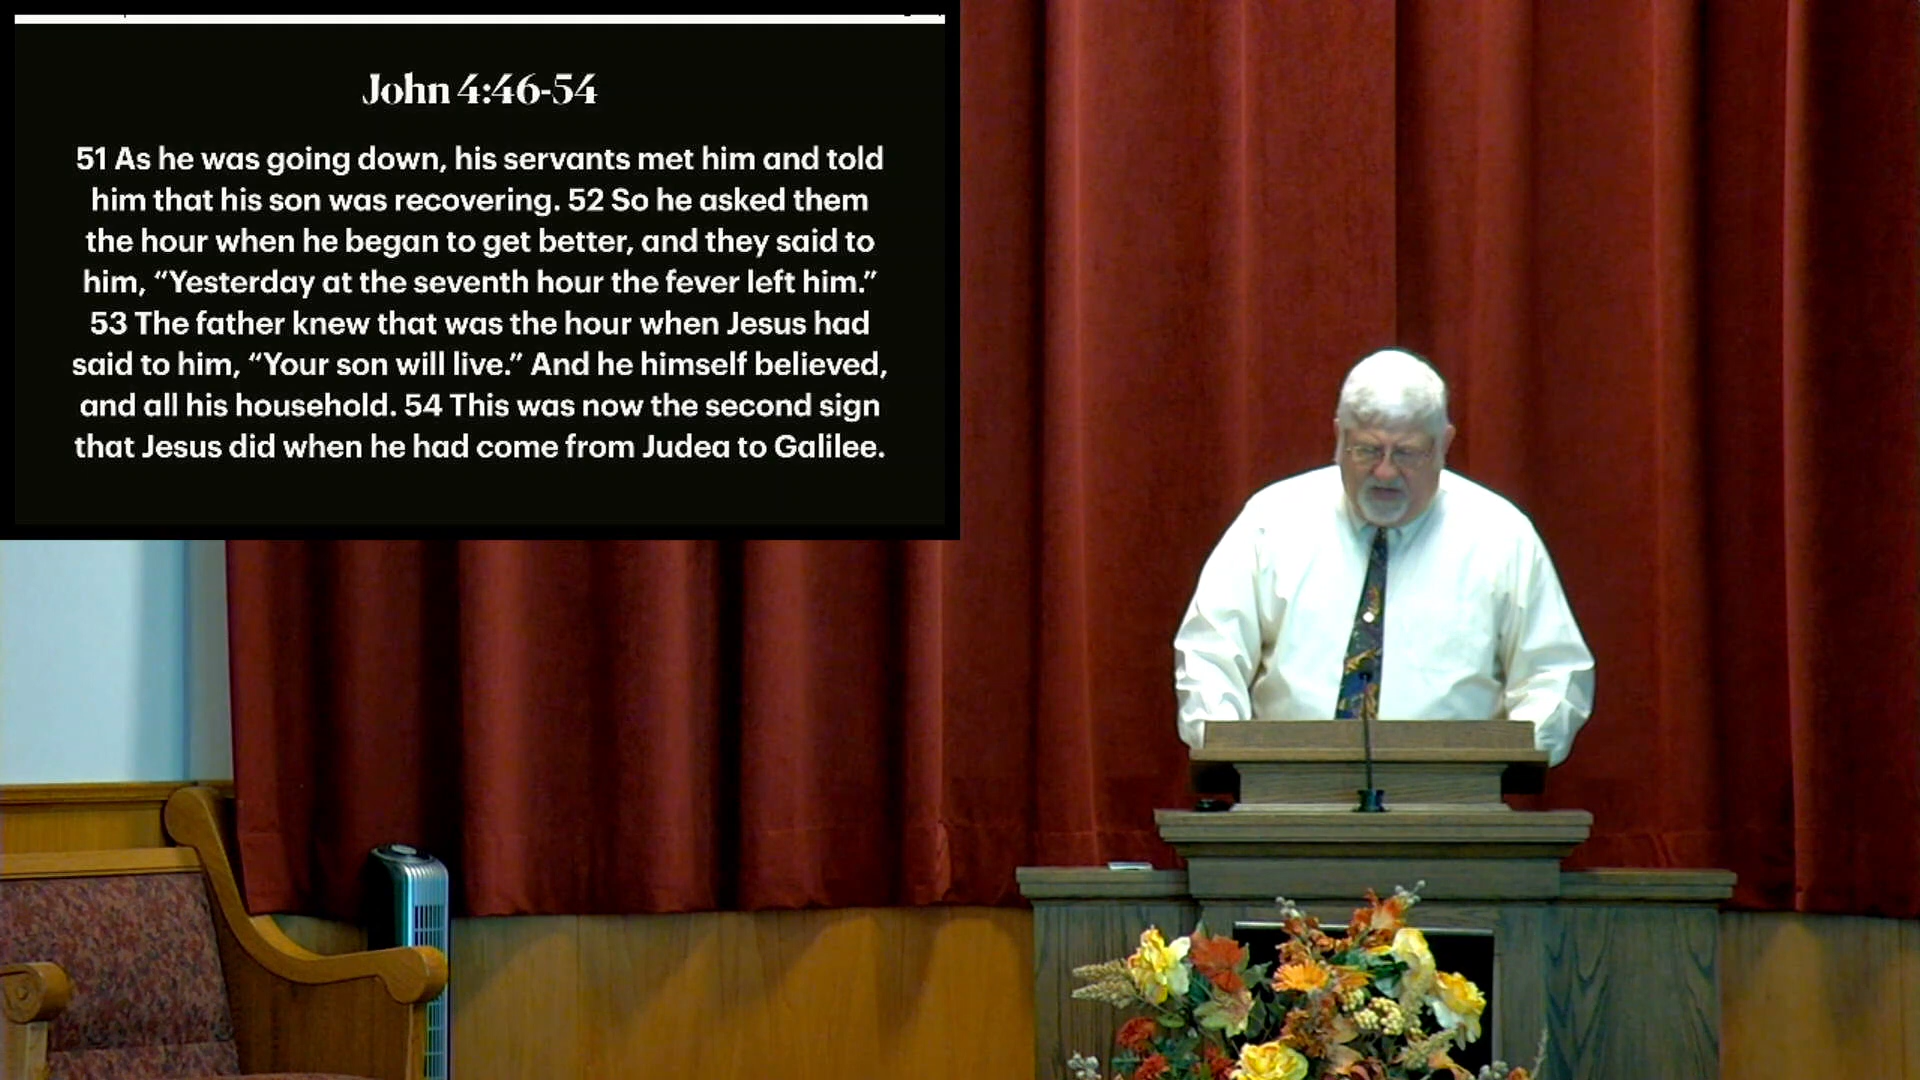 John 4:46-54
51 As he was going down, his servants met him and told
him that his son was recovering. 52 So he asked them
the hour when he began to get better, and they said to
him, “Yesterday at the seventh hour the fever left him.”
53 The father knew that was the hour when Jesus had
said to him, “Your son will live.” And he himself believed,
and all his household. 54 This was now the second sign
that Jesus did when he had come from Judea to Galilee.